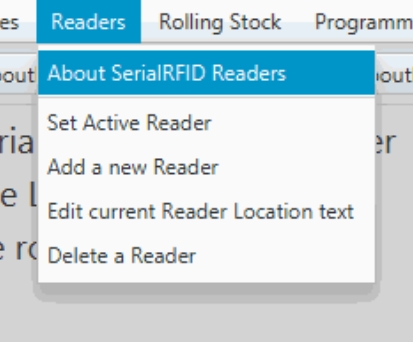 Readers Rolling Stock
About SerialRFID Readers
Set Active Reader
Add a new Reader
Edit current Reader Location text
Delete a Reader